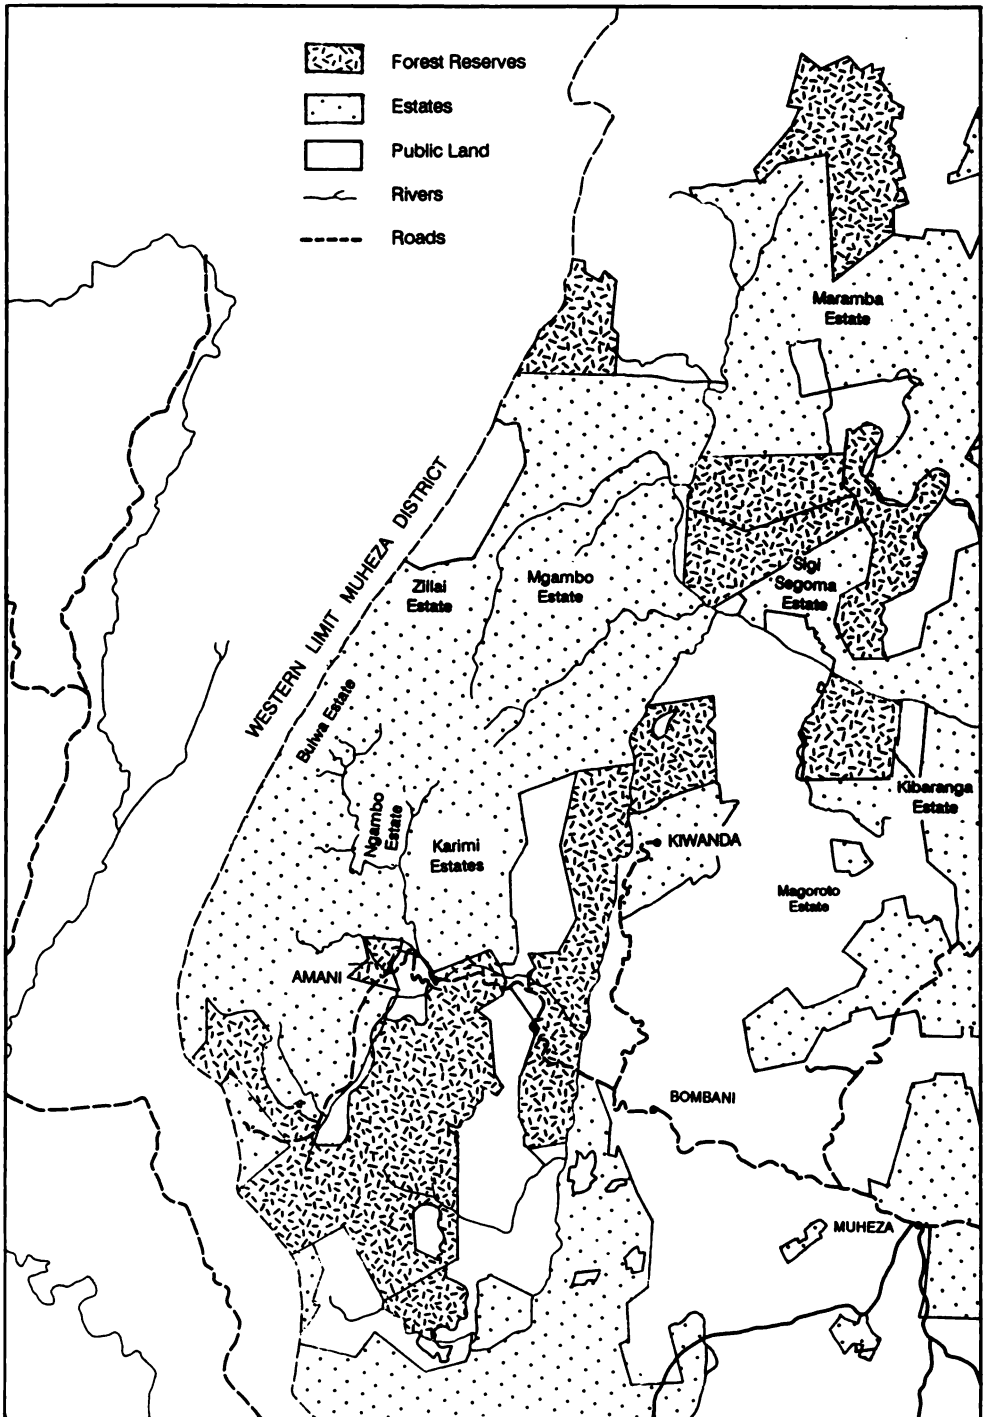 Forest Reserves
Estates
Public Land
Rivers
Roads
Maramba
Estate
WESTERN LIMIT MUHEZA DISTRICT
Zillai
Estate
Mgambo
Estate
Sigi
Segoma
Estate
Bulwa Estate
Ngambo
Estate
Karimi
Estates
Kibaranga
Estate
KIWANDA
Magoroto
Estate
AMANI
BOMBANI
MUHEZA